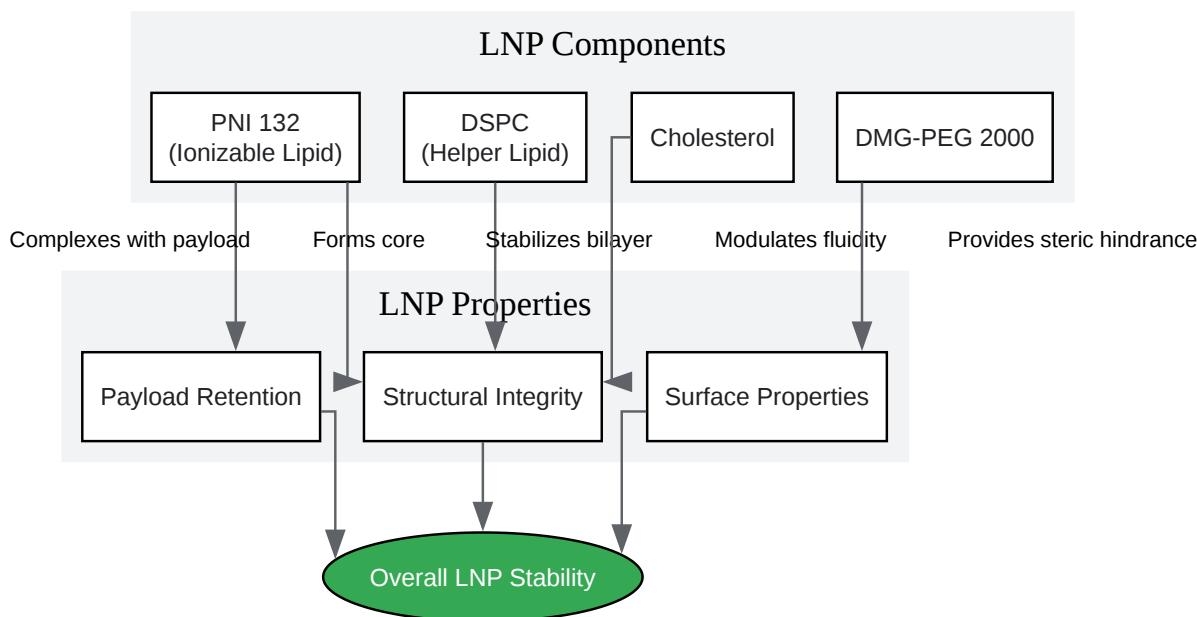 LNP Components
PNI 132
(Ionizable Lipid)
DSPC
(Helper Lipid)
Cholesterol
DMG-PEG 2000
Complexes with payload
Forms core
Stabilizes bilayer
Modulates fluidity
Provides steric hindrance
LNP Properties
Payload Retention
Structural Integrity
Surface Properties
Overall LNP Stability